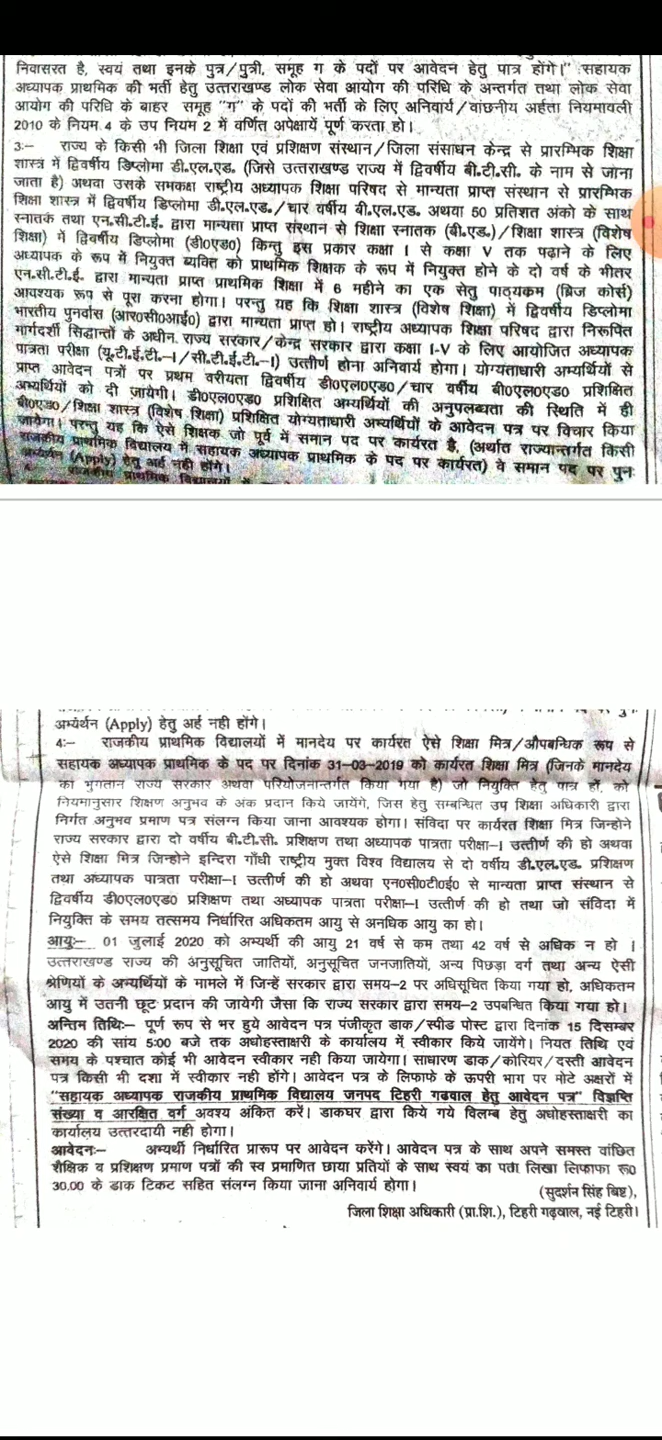 निवासरत है, स्वयं तथा इनके पुत्र/पुत्री, समूह ग के पदों पर आवेदन हेतु पात्र होंगे।" सहायक
अध्यापक प्राथमिक की भर्ती हेतु उत्तराखण्ड लोक सेवा आयोग की परिधि के अन्तर्गत तथा लोक सेवा
आयोग की परिधि के बाहर समूह "ग" के पदों की भर्ती के लिए अनिवार्य/वांछनीय अर्हता नियमावली
2010 के नियम 4 के उप नियम 2 में वर्णित अपेक्षायें पूर्ण करता हो।
3:- राज्य के किसी भी जिला शिक्षा एवं प्रशिक्षण संस्थान/जिला संसाधन केन्द्र से प्रारम्भिक शिक्षा
शास्त्र में द्विवर्षीय डिप्लोमा डी.एल.एड. (जिसे उत्तराखण्ड राज्य में द्विवर्षीय बी.टी.सी. के नाम से जाना
जाता है) अथवा उसके समकक्ष राष्ट्रीय अध्यापक शिक्षा परिषद से मान्यता प्राप्त संस्थान से प्रारम्भिक
शिक्षा शास्त्र में द्विवर्षीय डिप्लोमा डी.एल.एड./चार वर्षीय बी.एल.एड. अथवा 50 प्रतिशत अंको के साथ
स्नातक तथा एन.सी.टी.ई. द्वारा मान्यता प्राप्त संस्थान से शिक्षा स्नातक (बी.एड.)/शिक्षा शास्त्र (विशेष
शिक्षा) में द्विवर्षीय डिप्लोमा (डी0एड0) किन्तु इस प्रकार कक्षा I से कक्षा V तक पढ़ाने के लिए
अध्यापक के रूप में नियुक्त ब्यक्ति को प्राथमिक शिक्षक के रूप में नियुक्त होने के दो वर्ष के भीतर
एन.सी.टी.ई. द्वारा मान्यता प्राप्त प्राथमिक शिक्षा में 6 महीने का एक सेतु पाठ्यक्रम (ब्रिज कोर्स)
आवश्यक रूप से पूरा करना होगा। परन्तु यह कि शिक्षा शास्त्र (विशेष शिक्षा) में द्विवर्षीय डिप्लोमा
भारतीय पुनर्वास (आर0सी0आई0) द्वारा मान्यता प्राप्त हो। राष्ट्रीय अध्यापक शिक्षा परिषद द्वारा निरूपित
मार्गदर्शी सिद्धान्तों के अधीन राज्य सरकार/केन्द्र सरकार द्वारा कक्षा I-V के लिए आयोजित अध्यापक
पात्रता परीक्षा (यू.टी.ई.टी.–I/सी.टी.ई.टी.–I) उत्तीर्ण होना अनिवार्य होगा। योग्यताधारी अभ्यर्थियों से
प्राप्त आवेदन पत्रों पर प्रथम वरीयता द्विवर्षीय डी0एल0एड0/चार वर्षीय बी0एल0एड0 प्रशिक्षित
अभ्यर्थियों को दी जायेगी। डी0एल0एड0 प्रशिक्षित अभ्यर्थियों की अनुपलब्धता की स्थिति में ही
बी0एड0/शिक्षा शास्त्र (विशेष शिक्षा) प्रशिक्षित योग्यताधारी अभ्यर्थियों के आवेदन पत्र पर विचार किया
जायेगा। परन्तु यह कि ऐसे शिक्षक जो पूर्व में समान पद पर कार्यरत है, (अर्थात राज्यान्तर्गत किसी
राजकीय प्राथमिक विद्यालय में सहायक अध्यापक प्राथमिक के पद पर कार्यरत) वे समान पद पर पुन
अभ्यर्थन (Apply) हेतु अर्ह नही होंगे।
राजकीय प्राथमिक
अभ्यर्थन (Apply) हेतु अर्ह नही होंगे।
4:- राजकीय प्राथमिक विद्यालयों में मानदेय पर कार्यरत ऐसे शिक्षा मित्र/औपबन्धिक रूप से
सहायक अध्यापक प्राथमिक के पद पर दिनांक 31-03-2019 को कार्यरत शिक्षा मित्र (जिनके मानदेय
का भुगतान राज्य सरकार अथवा परियोजनान्तर्गत किया गया है) जो नियुक्ति हेतु पात्र हों, को
नियमानुसार शिक्षण अनुभव के अंक प्रदान किये जायेंगे, जिस हेतु सम्बन्धित उप शिक्षा अधिकारी द्वारा
निर्गत अनुभव प्रमाण पत्र संलग्न किया जाना आवश्यक होगा। संविदा पर कार्यरत शिक्षा मित्र जिन्होने
राज्य सरकार द्वारा दो वर्षीय बी.टी.सी. प्रशिक्षण तथा अध्यापक पात्रता परीक्षा–I उत्तीर्ण की हो अथवा
ऐसे शिक्षा मित्र जिन्होने इन्दिरा गाँधी राष्ट्रीय मुक्त विश्व विद्यालय से दो वर्षीय डी.एल.एड. प्रशिक्षण
तथा अध्यापक पात्रता परीक्षा–I उत्तीर्ण की हो अथवा एन0सी0टी0ई0 से मान्यता प्राप्त संस्थान से
द्विवर्षीय डी0एल0एड0 प्रशिक्षण तथा अध्यापक पात्रता परीक्षा–I उत्तीर्ण की हो तथा जो संविदा में
नियुक्ति के समय तत्समय निर्धारित अधिकतम आयु से अनधिक आयु का हो।
आयु:– 01 जुलाई 2020 को अभ्यर्थी की आयु 21 वर्ष से कम तथा 42 वर्ष से अधिक न हो ।
उत्तराखण्ड राज्य की अनुसूचित जातियों, अनुसूचित जनजातियों, अन्य पिछड़ा वर्ग तथा अन्य ऐसी
श्रेणियों के अभ्यर्थियों के मामले में जिन्हें सरकार द्वारा समय–2 पर अधिसूचित किया गया हो, अधिकतम
आयु में उतनी छूट प्रदान की जायेगी जैसा कि राज्य सरकार द्वारा समय–2 उपबन्धित किया गया हो।
अन्तिम तिथि:– पूर्ण रूप से भर हुये आवेदन पत्र पंजीकृत डाक/स्पीड पोस्ट द्वारा दिनांक 15 दिसम्बर
2020 की सांय 5:00 बजे तक अधोहस्ताक्षरी के कार्यालय में स्वीकार किये जायेंगे। नियत तिथि एवं
समय के पश्चात कोई भी आवेदन स्वीकार नही किया जायेगा। साधारण डाक/कोरियर/दस्ती आवेदन
पत्र किसी भी दशा में स्वीकार नही होंगे। आवेदन पत्र के लिफाफे के ऊपरी भाग पर मोटे अक्षरों में
"सहायक अध्यापक राजकीय प्राथमिक विद्यालय जनपद टिहरी गढवाल हेतु आवेदन पत्र" विज्ञप्ति
संख्या व आरक्षित वर्ग अवश्य अंकित करें। डाकघर द्वारा किये गये विलम्ब हेतु अधोहस्ताक्षरी का
कार्यालय उत्तरदायी नही होगा।
आवेदन:– अभ्यर्थी निर्धारित प्रारूप पर आवेदन करेंगे। आवेदन पत्र के साथ अपने समस्त वांछित
शैक्षिक व प्रशिक्षण प्रमाण पत्रों की स्व प्रमाणित छाया प्रतियों के साथ स्वयं का पता लिखा लिफाफा रू0
30.00 के डाक टिकट सहित संलग्न किया जाना अनिवार्य होगा।
(सुदर्शन सिंह बिष्ट),
जिला शिक्षा अधिकारी (प्रा.शि.), टिहरी गढ़वाल, नई टिहरी।